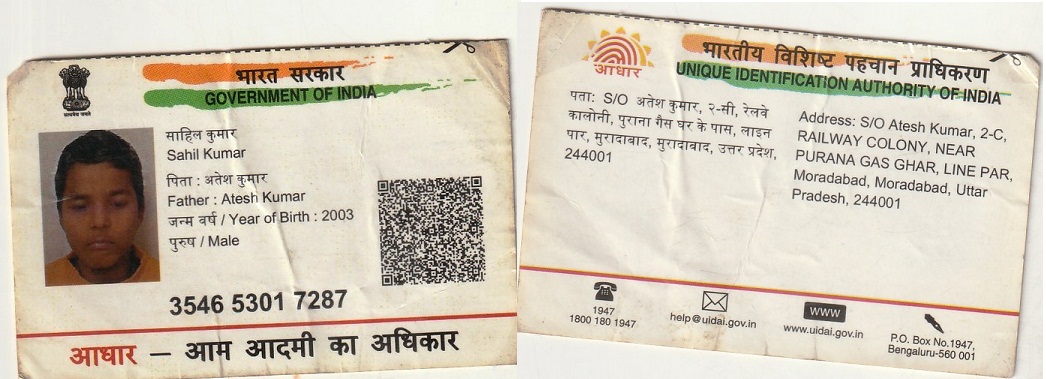 भारत सरकार
GOVERNMENT OF INDIA
साहिल कुमार
Sahil Kumar
पिता : अतेश कुमार
Father : Atesh Kumar
जन्म वर्ष / Year of Birth : 2003
पुरुष / Male
3546 5301 7287
आधार – आम आदमी का अधिकार
आधार
भारतीय विशिष्ट पहचान प्राधिकरण
UNIQUE IDENTIFICATION AUTHORITY OF INDIA
पता: S/O अतेश कुमार, २-सी, रेलवे
कालोनी, पुराना गैस घर के पास, लाइन
पार, मुरादाबाद, मुरादाबाद, उत्तर प्रदेश,
244001
Address: S/O Atesh Kumar, 2-C,
RAILWAY COLONY, NEAR
PURANA GAS GHAR, LINE PAR,
Moradabad, Moradabad, Uttar
Pradesh, 244001
1947
1800 180 1947
help@uidai.gov.in
www
www.uidai.gov.in
P.O. Box No.1947,
Bengaluru-560 001